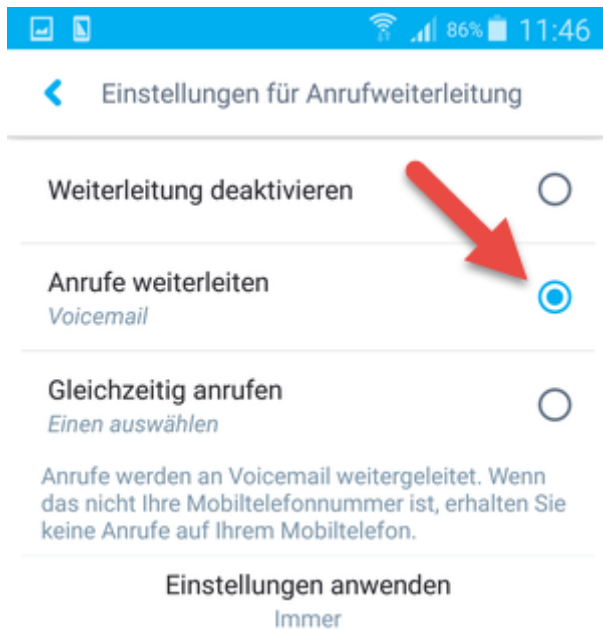 86% 11:46
Einstellungen für Anrufweiterleitung
Weiterleitung deaktivieren
Anrufe weiterleiten
Voicemail
Gleichzeitig anrufen
Einen auswählen
Anrufe werden an Voicemail weitergeleitet. Wenn
das nicht Ihre Mobiltelefonnummer ist, erhalten Sie
keine Anrufe auf Ihrem Mobiltelefon.
Einstellungen anwenden
Immer